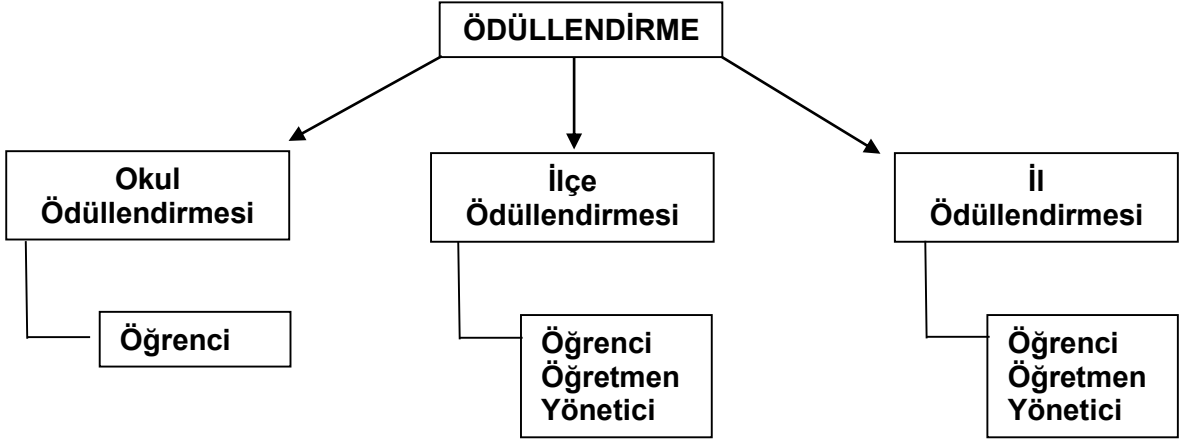 ÖDÜLLENDİRME
Okul
Ödüllendirmesi
İlçe
Ödüllendirmesi
İl
Ödüllendirmesi
Öğrenci
Öğrenci
Öğretmen
Yönetici
Öğrenci
Öğretmen
Yönetici